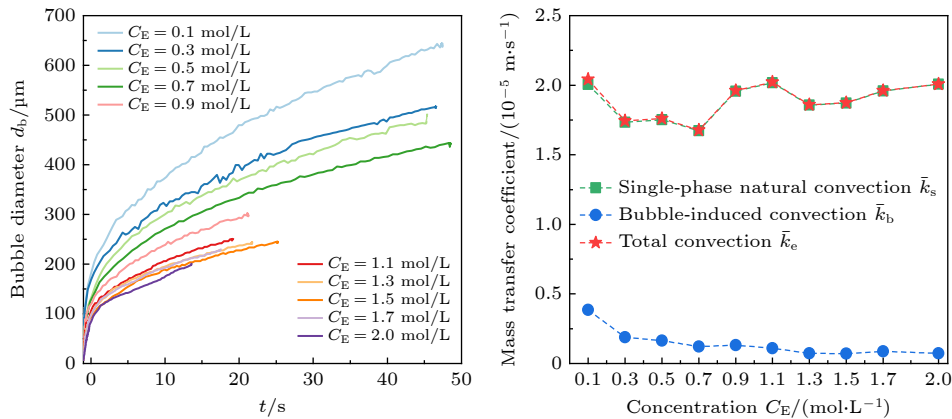 700
600
500
400
300
200
100
0
Bubble diameter d_b/µm
C_E = 0.1 mol/L
C_E = 0.3 mol/L
C_E = 0.5 mol/L
C_E = 0.7 mol/L
C_E = 0.9 mol/L
C_E = 1.1 mol/L
C_E = 1.3 mol/L
C_E = 1.5 mol/L
C_E = 1.7 mol/L
C_E = 2.0 mol/L
0 10 20 30 40 50
t/s
2.5
2.0
1.5
1.0
0.5
0
Mass transfer coefficient/(10⁻⁵ m·s⁻¹)
Single-phase natural convection k̄_s
Bubble-induced convection k̄_b
Total convection k̄_e
0.1 0.3 0.5 0.7 0.9 1.1 1.3 1.5 1.7 2.0
Concentration C_E/(mol·L⁻¹)